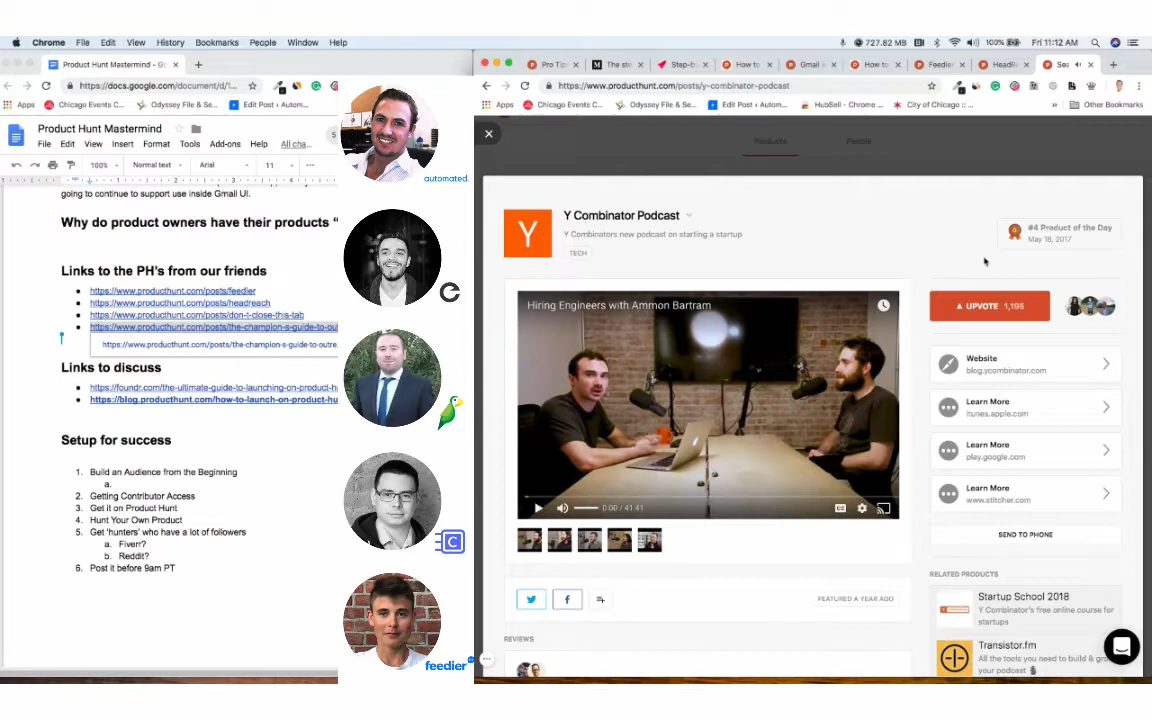 Chrome File Edit View History Bookmarks People Window Help
727.82 MB 100% Fri 11:12 AM
Product Hunt Mastermind - Go
https://docs.google.com/document/d/1...
Apps Chicago Events C... Odyssey File & Se... Edit Post ‹ Autom...
Product Hunt Mastermind
File Edit View Insert Format Tools Add-ons Help All cha...
100% Normal text Arial 11
going to continue to support use inside Gmail UI.
Why do product owners have their products “
Links to the PH's from our friends
https://www.producthunt.com/posts/feedier
https://www.producthunt.com/posts/headreach
https://www.producthunt.com/posts/don-t-close-this-tab
https://www.producthunt.com/posts/the-champion-s-guide-to-out
https://www.producthunt.com/posts/the-champion-s-guide-to-outre.
Links to discuss
https://foundr.com/the-ultimate-guide-to-launching-on-product-h
https://blog.producthunt.com/how-to-launch-on-product-hu
Setup for success
1. Build an Audience from the Beginning
a.
2. Getting Contributor Access
3. Get it on Product Hunt
4. Hunt Your Own Product
5. Get 'hunters' who have a lot of followers
a. Fiverr?
b. Reddit?
6. Post it before 9am PT
automated.
C
feedier
Pro Tip The sto Step-b How to Gmail How to Feedier HeadR Sea
https://www.producthunt.com/posts/y-combinator-podcast
Apps Chicago Events C... Odyssey File & Se... Edit Post ‹ Autom... HubSell - Chrome ... City of Chicago ::... » Other Bookmarks
Products People
Y
Y Combinator Podcast
Y Combinators new podcast on starting a startup
TECH
#4 Product of the Day
May 18, 2017
Hiring Engineers with Ammon Bartram
0:00 / 41:41
UPVOTE 1,195
Website
blog.ycombinator.com
Learn More
itunes.apple.com
Learn More
play.google.com
Learn More
www.stitcher.com
SEND TO PHONE
FEATURED A YEAR AGO
REVIEWS
RELATED PRODUCTS
Startup School 2018
Y Combinator's free online course for
startups
Transistor.fm
All the tools you need to build & gro
your podcast